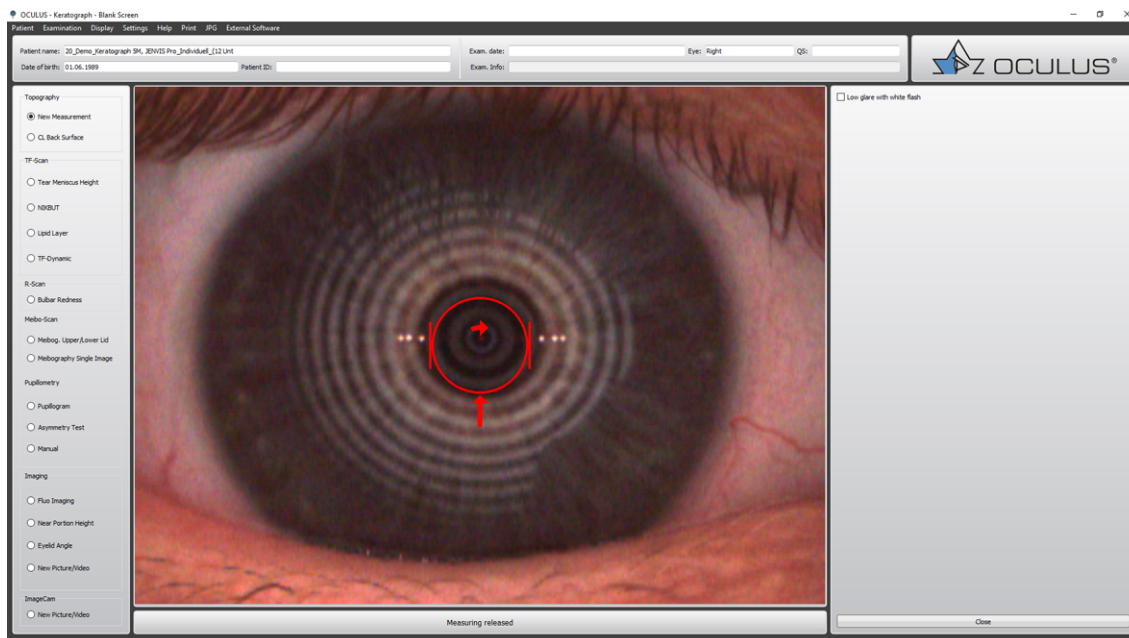 OCULUS - Keratograph - Blank Screen
Patient Examination Display Settings Help Print JPG External Software
Patient name: 20_Demo_Keratograph 5M, JENVIS Pro_Individuell_(12 Unt
Exam. date:
Eye: Right
QS:
Date of birth: 01.06.1989
Patient ID:
Exam. Info:
OCULUS®
Topography
New Measurement
CL Back Surface
TF-Scan
Tear Meniscus Height
NIKBUT
Lipid Layer
TF-Dynamic
R-Scan
Bulbar Redness
Meibo-Scan
Meibog. Upper/Lower Lid
Meibography Single Image
Pupillometry
Pupillogram
Asymmetry Test
Manual
Imaging
Fluo Imaging
Near Portion Height
Eyelid Angle
New Picture/Video
ImageCam
New Picture/Video
Low glare with white flash
Measuring released
Close